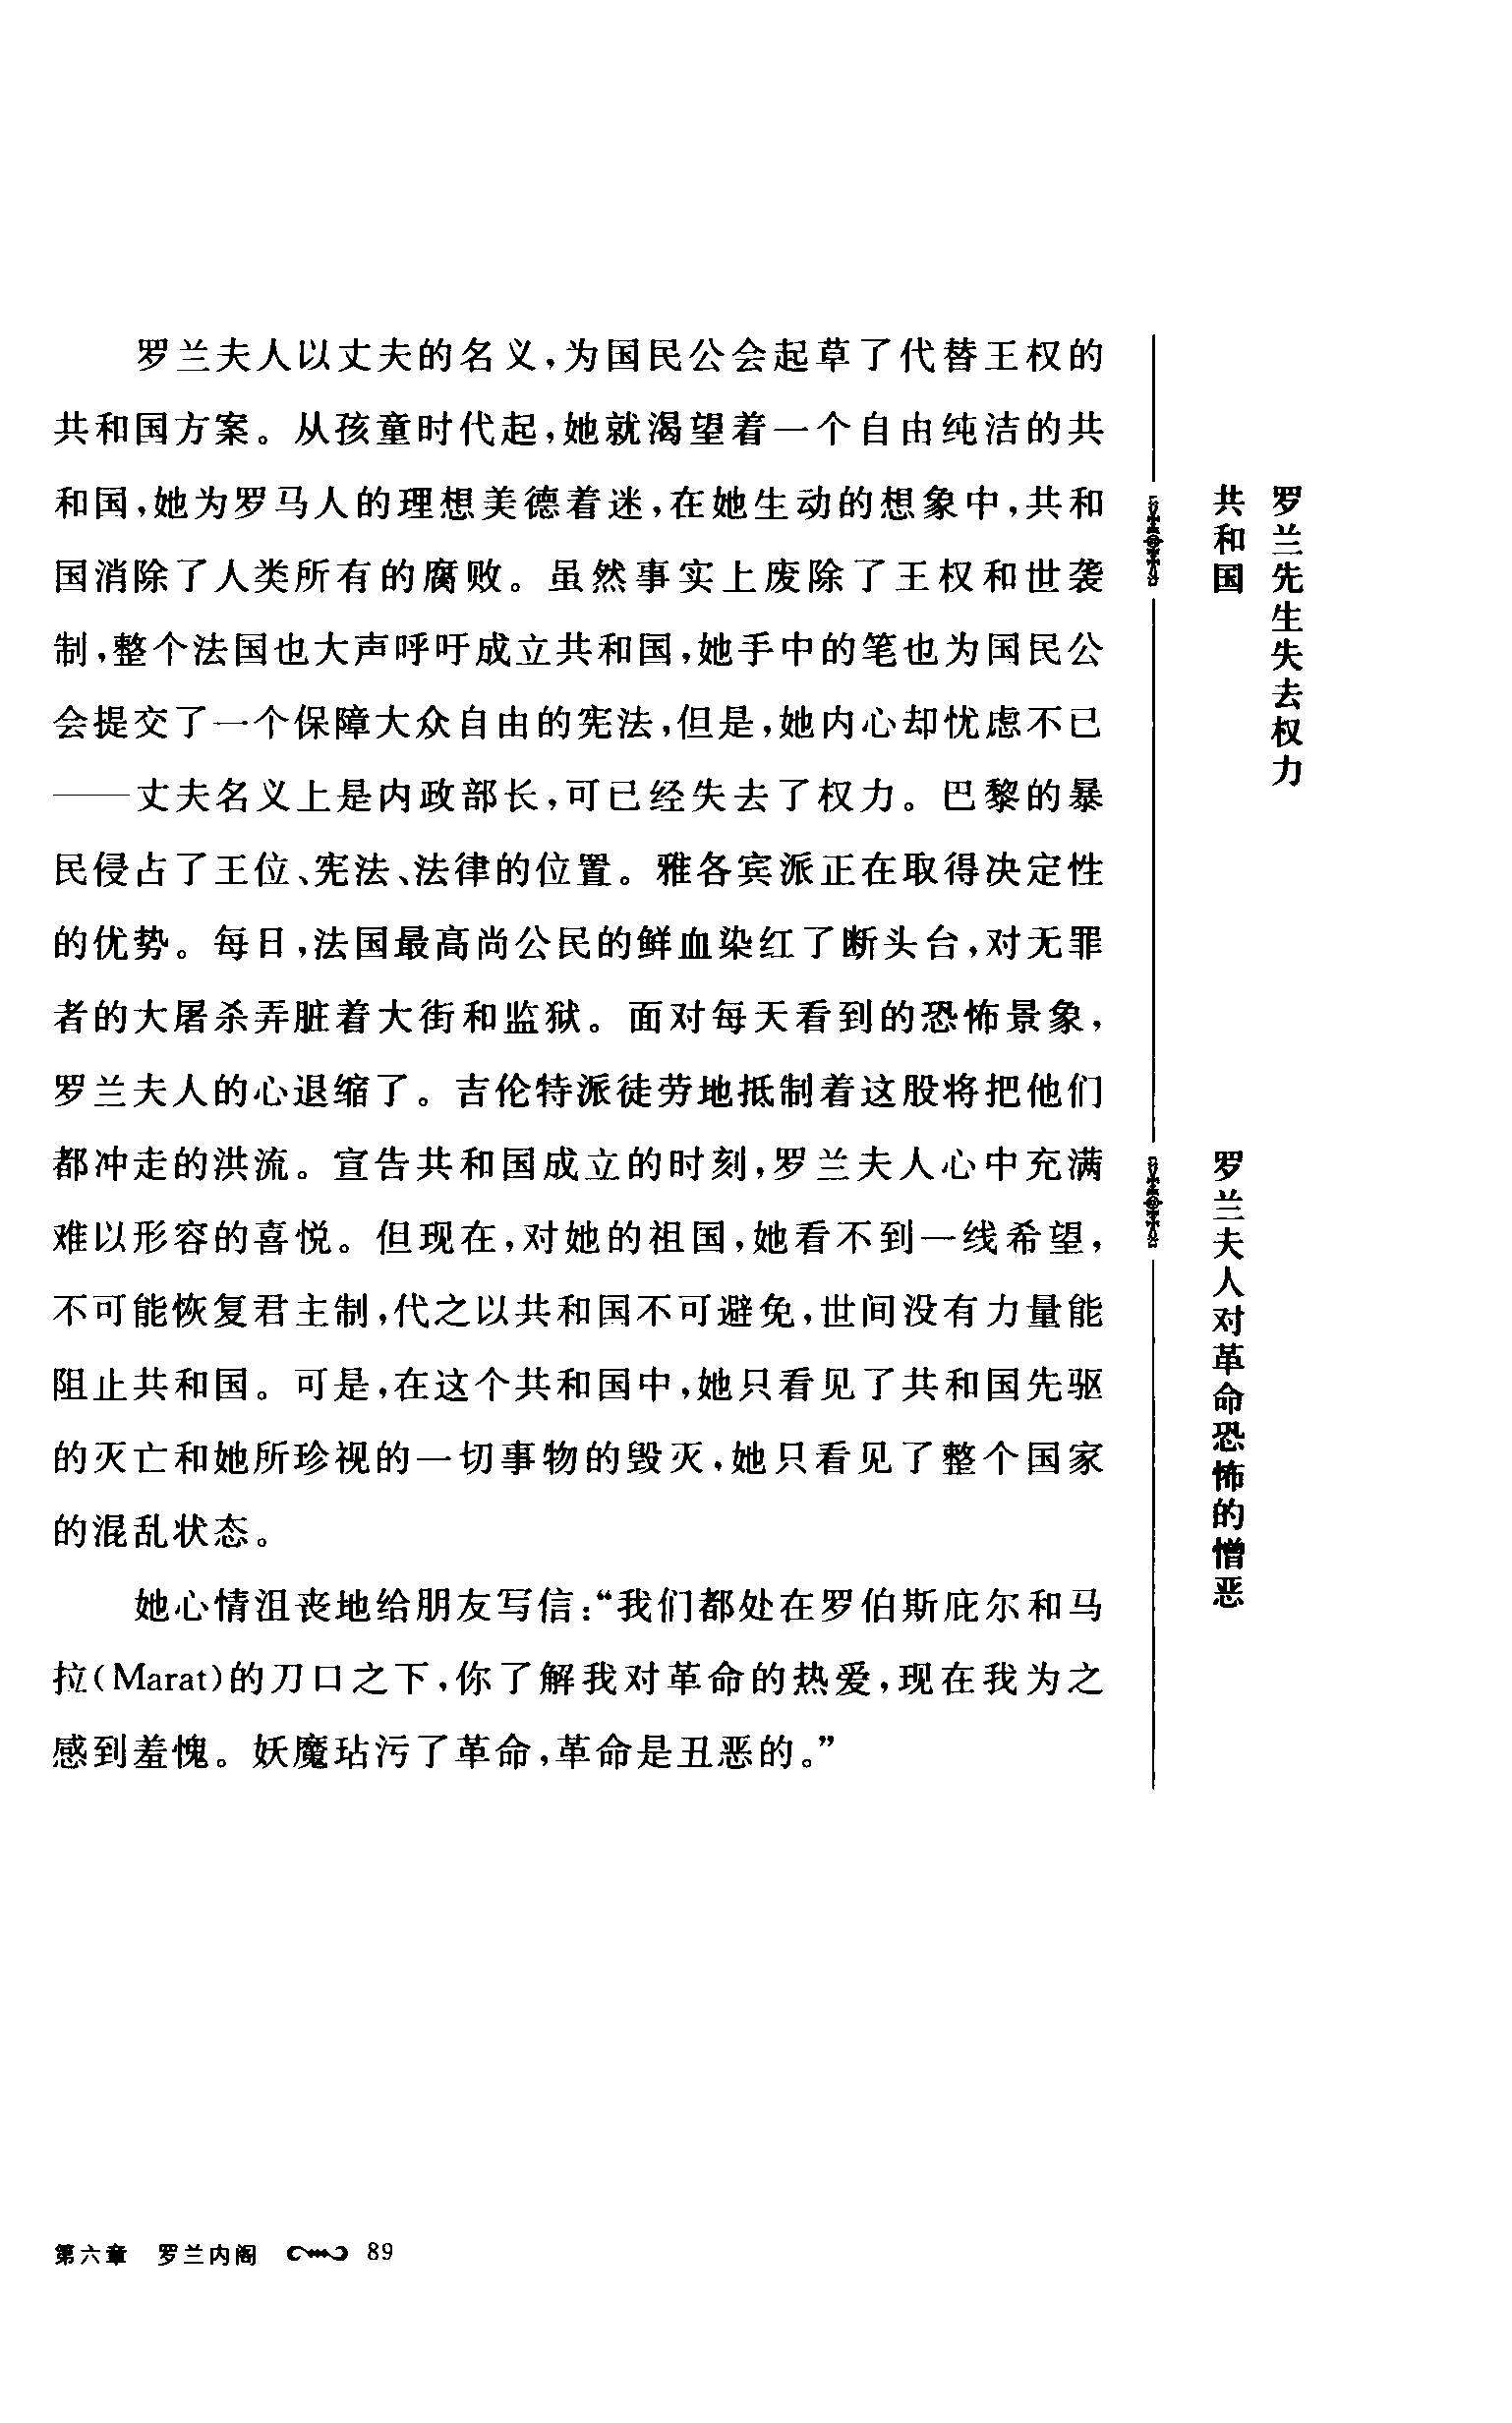 罗兰夫人以丈夫的名义，为国民公会起草了代替王权的
共和国方案。从孩童时代起，她就渴望着一个自由纯洁的共
和国，她为罗马人的理想美德着迷，在她生动的想象中，共和
国消除了人类所有的腐败。虽然事实上废除了王权和世袭
制，整个法国也大声呼吁成立共和国，她手中的笔也为国民公
会提交了一个保障大众自由的宪法，但是，她内心却忧虑不已
——丈夫名义上是内政部长，可已经失去了权力。巴黎的暴
民侵占了王位、宪法、法律的位置。雅各宾派正在取得决定性
的优势。每日，法国最高尚公民的鲜血染红了断头台，对无罪
者的大屠杀弄脏着大街和监狱。面对每天看到的恐怖景象，
罗兰夫人的心退缩了。吉伦特派徒劳地抵制着这股将把他们
都冲走的洪流。宣告共和国成立的时刻，罗兰夫人心中充满
难以形容的喜悦。但现在，对她的祖国，她看不到一线希望，
不可能恢复君主制，代之以共和国不可避免，世间没有力量能
阻止共和国。可是，在这个共和国中，她只看见了共和国先驱
的灭亡和她所珍视的一切事物的毁灭，她只看见了整个国家
的混乱状态。
她心情沮丧地给朋友写信：“我们都处在罗伯斯庇尔和马
拉(Marat)的刀口之下，你了解我对革命的热爱，现在我为之
感到羞愧。妖魔玷污了革命，革命是丑恶的。”
罗兰先生失去权力
共和国
罗兰夫人对革命恐怖的憎恶
第六章 罗兰内阁 89